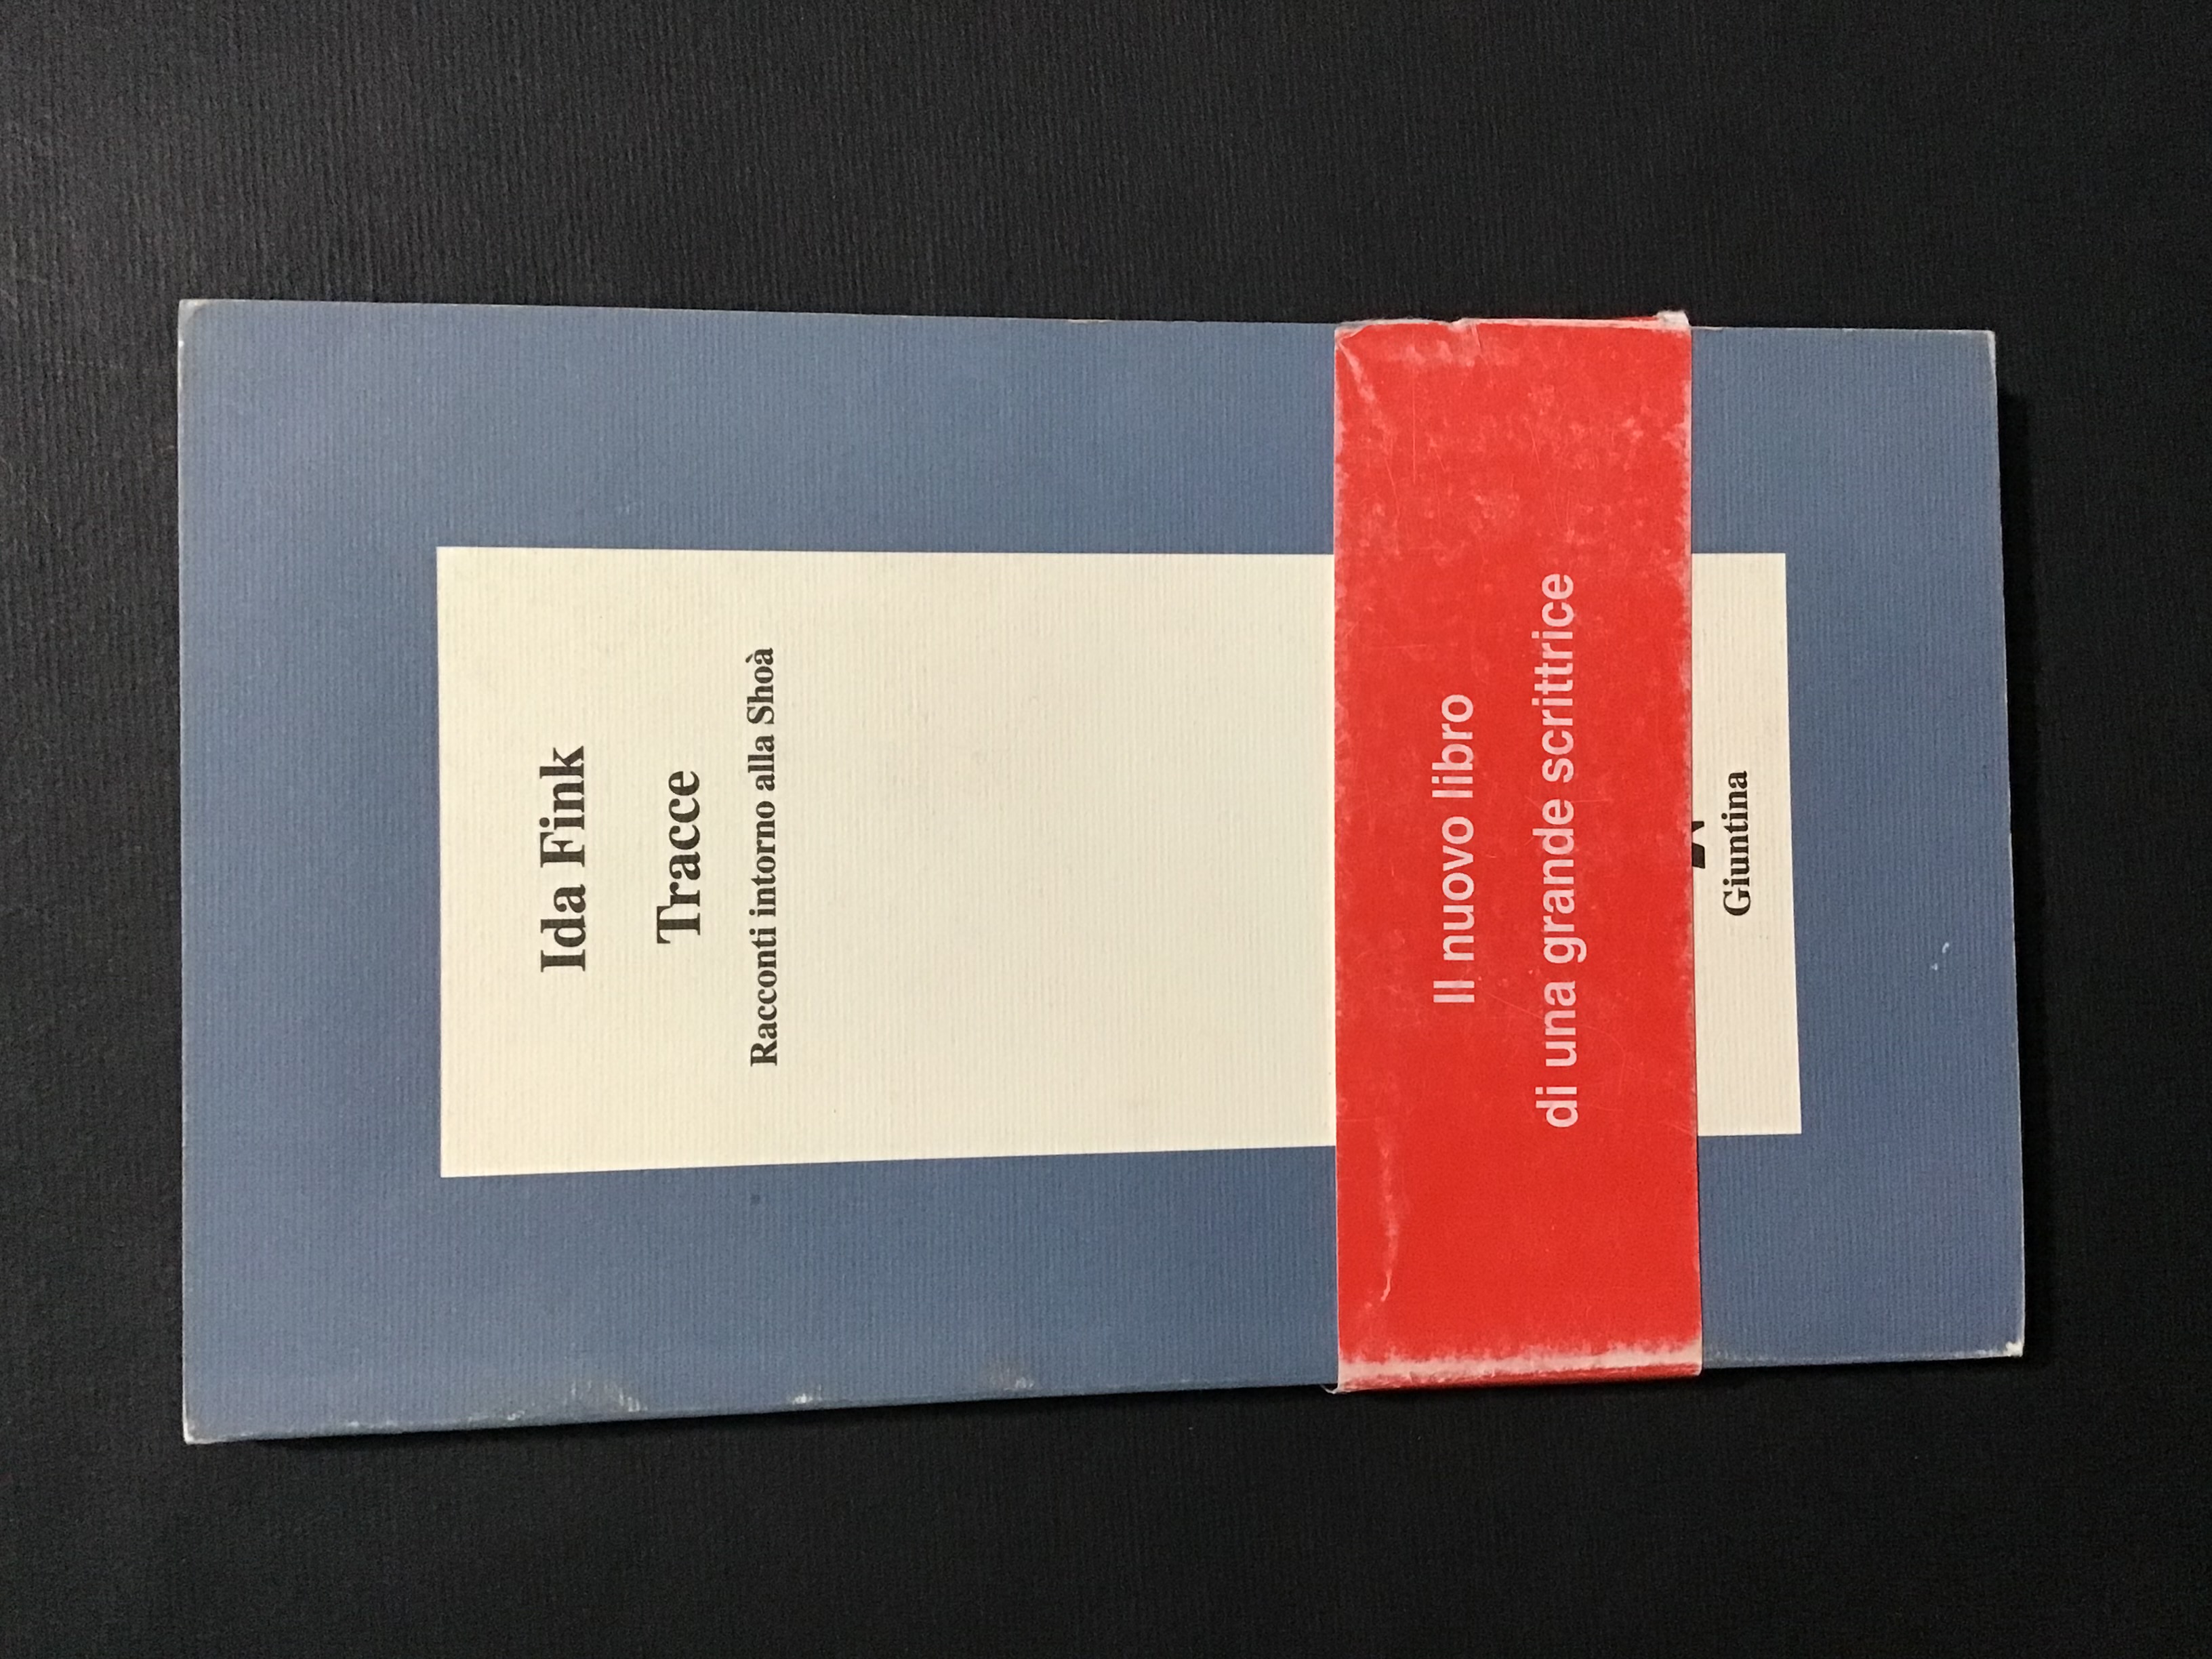 Ida Fink
Tracce
Racconti intorno alla Shoà
Il nuovo libro
di una grande scrittrice
Giuntina